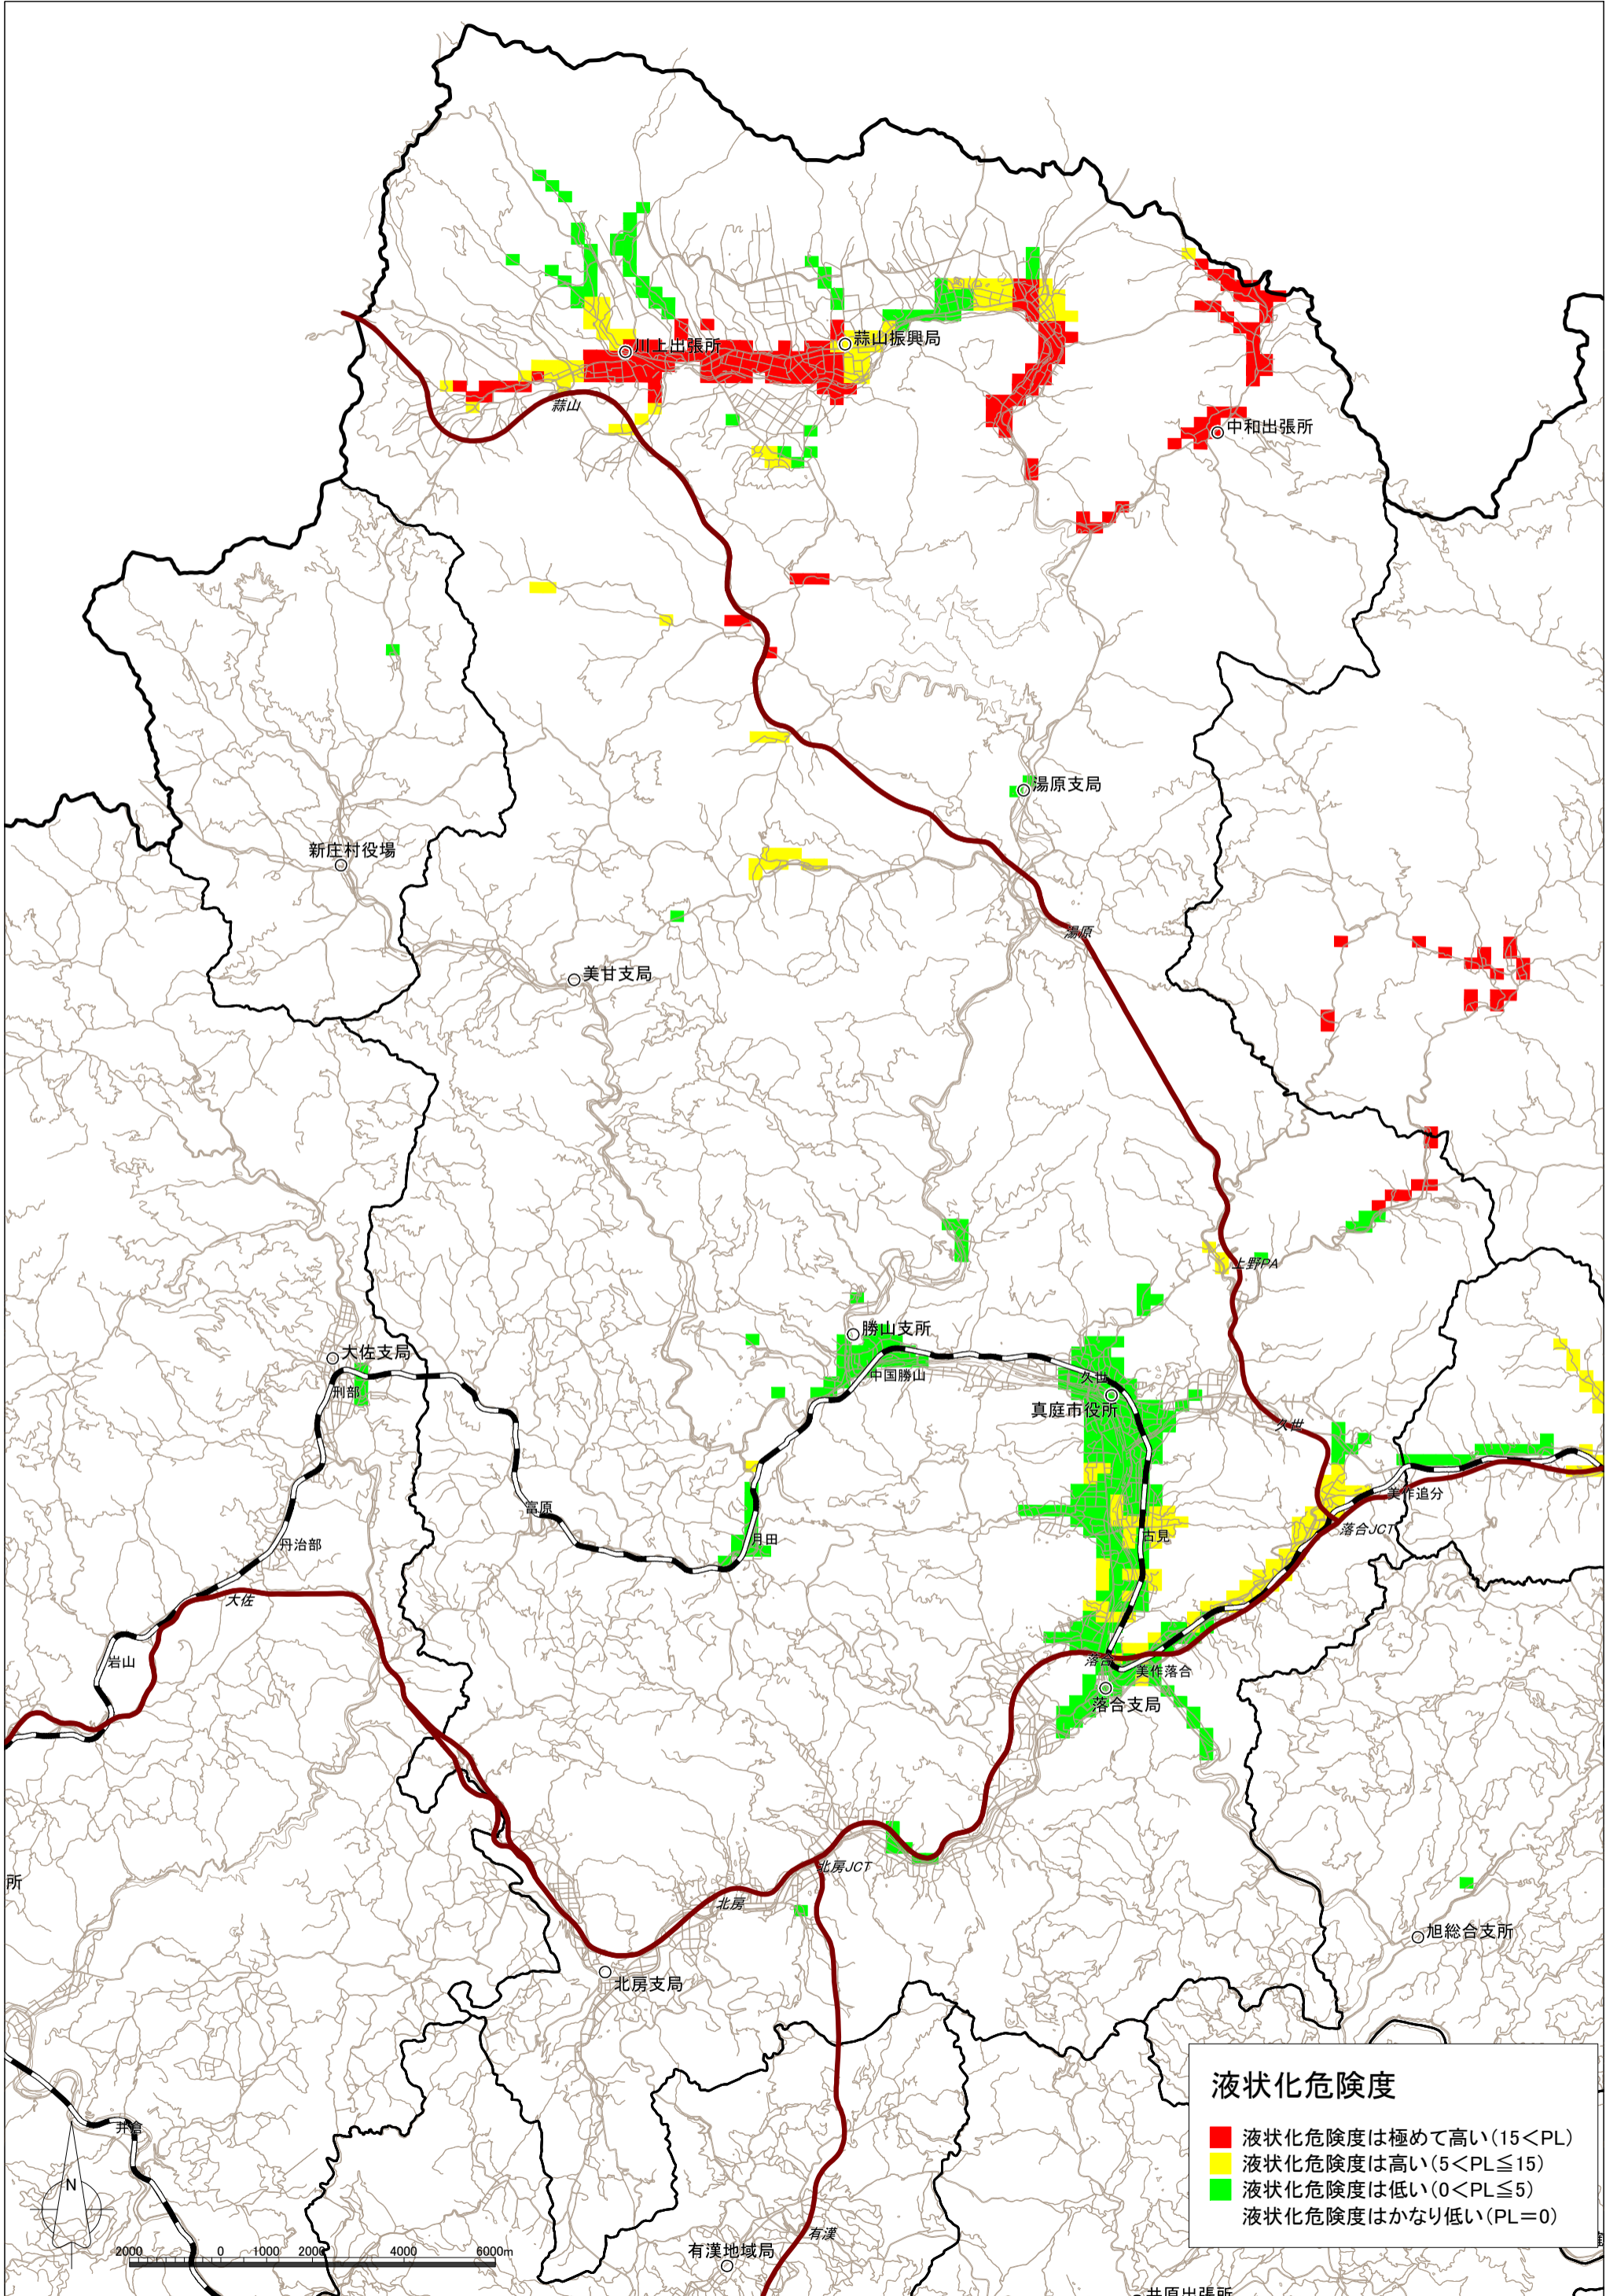 川上出張所
蒜山振興局
蒜山
中和出張所
湯原支局
新庄村役場
湯原
美甘支局
上野PA
勝山支所
大佐支局
中国勝山
久世
刑部
真庭市役所
久世
美作追分
富原
落合JCT
古見
月田
丹治部
大佐
落合
岩山
美作落合
落合支局
北房JCT
所
北房
旭総合支所
北房支局
液状化危険度
液状化危険度は極めて高い(15<PL)
液状化危険度は高い(5<PL≦15)
液状化危険度は低い(0<PL≦5)
液状化危険度はかなり低い(PL=0)
井倉
N
有漢
有漢地域局
2000 0 1000 2000 4000 6000m